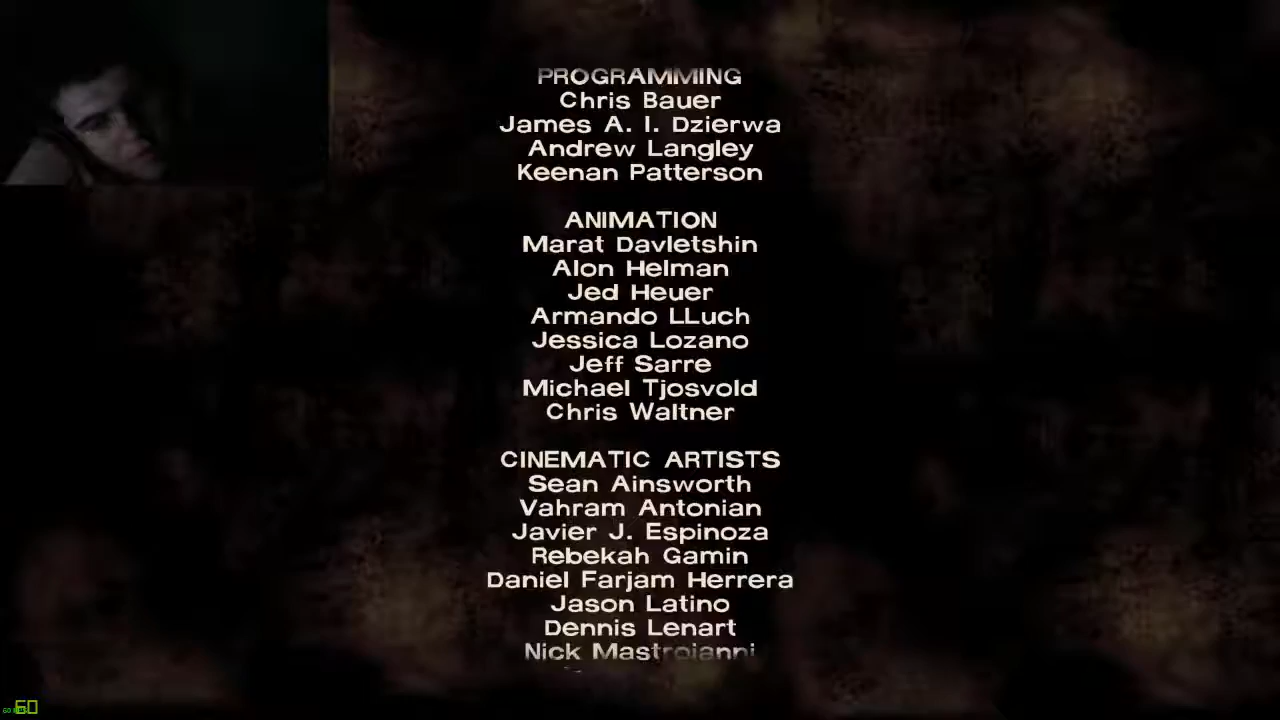 PROGRAMMING
Chris Bauer
James A. I. Dzierwa
Andrew Langley
Keenan Patterson
ANIMATION
Marat Davletshin
Alon Helman
Jed Heuer
Armando LLuch
Jessica Lozano
Jeff Sarre
Michael Tjosvold
Chris Waltner
CINEMATIC ARTISTS
Sean Ainsworth
Vahram Antonian
Javier J. Espinoza
Rebekah Gamin
Daniel Farjam Herrera
Jason Latino
Dennis Lenart
Nick Mastroianni
60